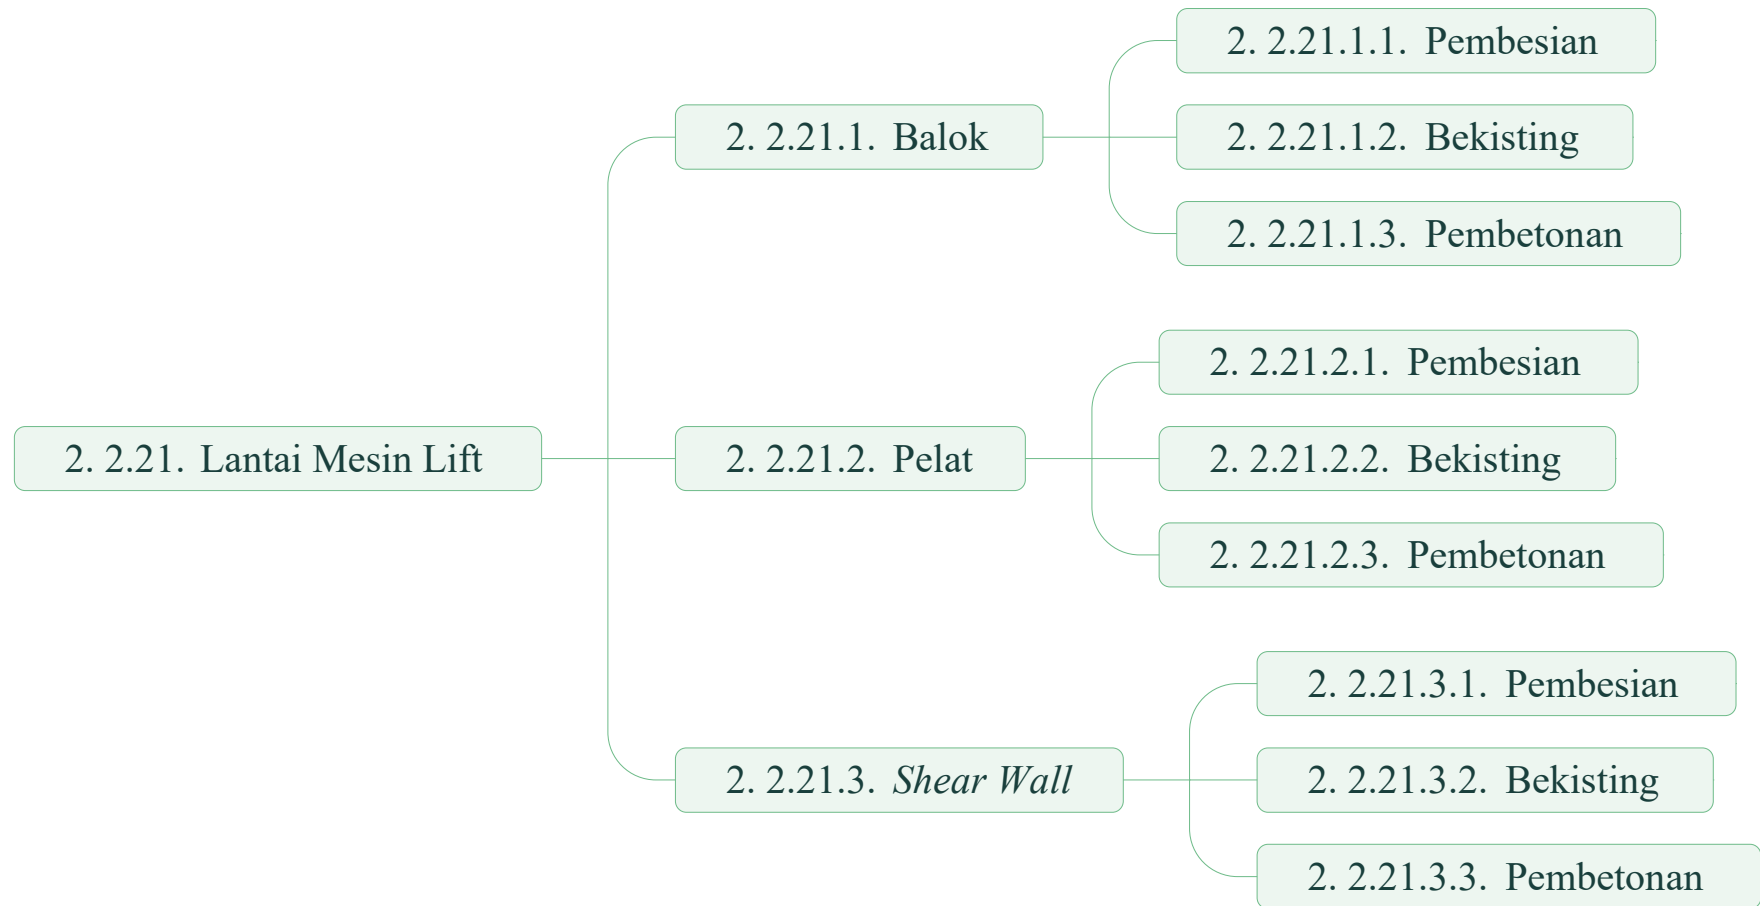 2. 2.21. Lantai Mesin Lift
2. 2.21.1. Balok
2. 2.21.1.1. Pembesian
2. 2.21.1.2. Bekisting
2. 2.21.1.3. Pembetonan
2. 2.21.2. Pelat
2. 2.21.2.1. Pembesian
2. 2.21.2.2. Bekisting
2. 2.21.2.3. Pembetonan
2. 2.21.3. Shear Wall
2. 2.21.3.1. Pembesian
2. 2.21.3.2. Bekisting
2. 2.21.3.3. Pembetonan